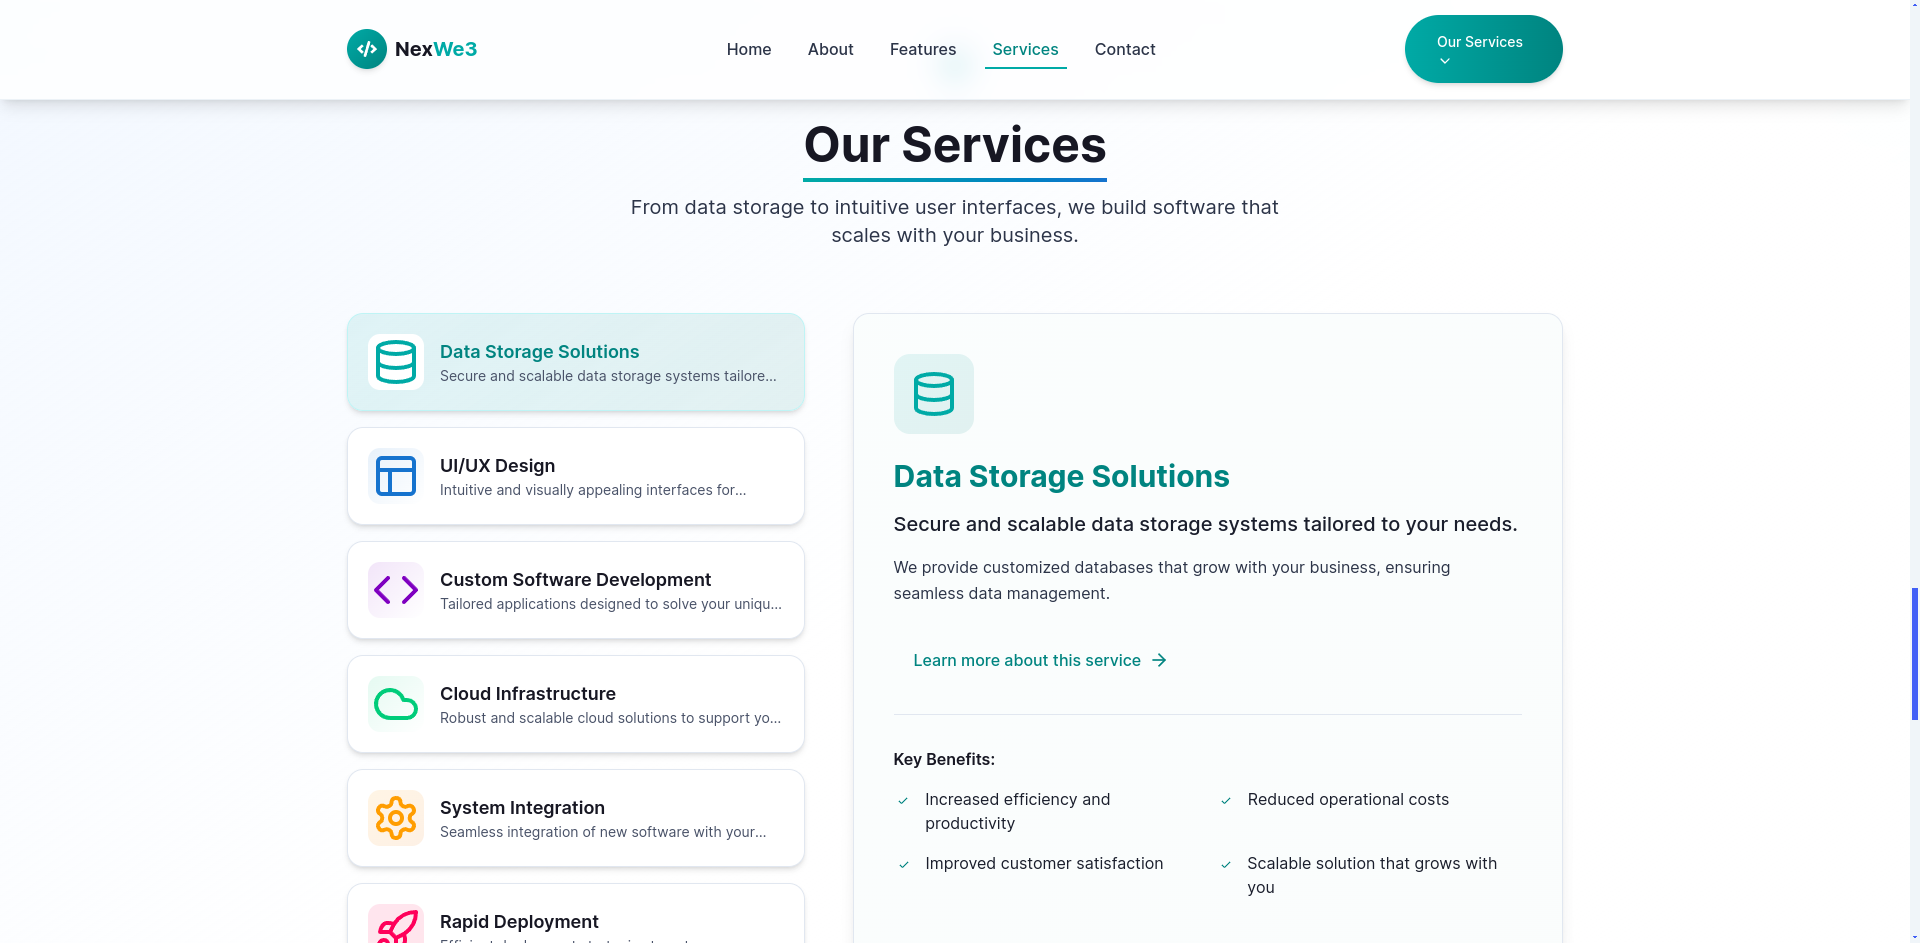 NexWe3
Home
About
Features
Services
Contact
Our Services
Our Services
From data storage to intuitive user interfaces, we build software that
scales with your business.
Data Storage Solutions
Secure and scalable data storage systems tailore...
UI/UX Design
Intuitive and visually appealing interfaces for...
Custom Software Development
Tailored applications designed to solve your uniqu...
Cloud Infrastructure
Robust and scalable cloud solutions to support yo...
System Integration
Seamless integration of new software with your...
Rapid Deployment
Data Storage Solutions
Secure and scalable data storage systems tailored to your needs.
We provide customized databases that grow with your business, ensuring
seamless data management.
Learn more about this service
Key Benefits:
Increased efficiency and
productivity
Reduced operational costs
Improved customer satisfaction
Scalable solution that grows with
you